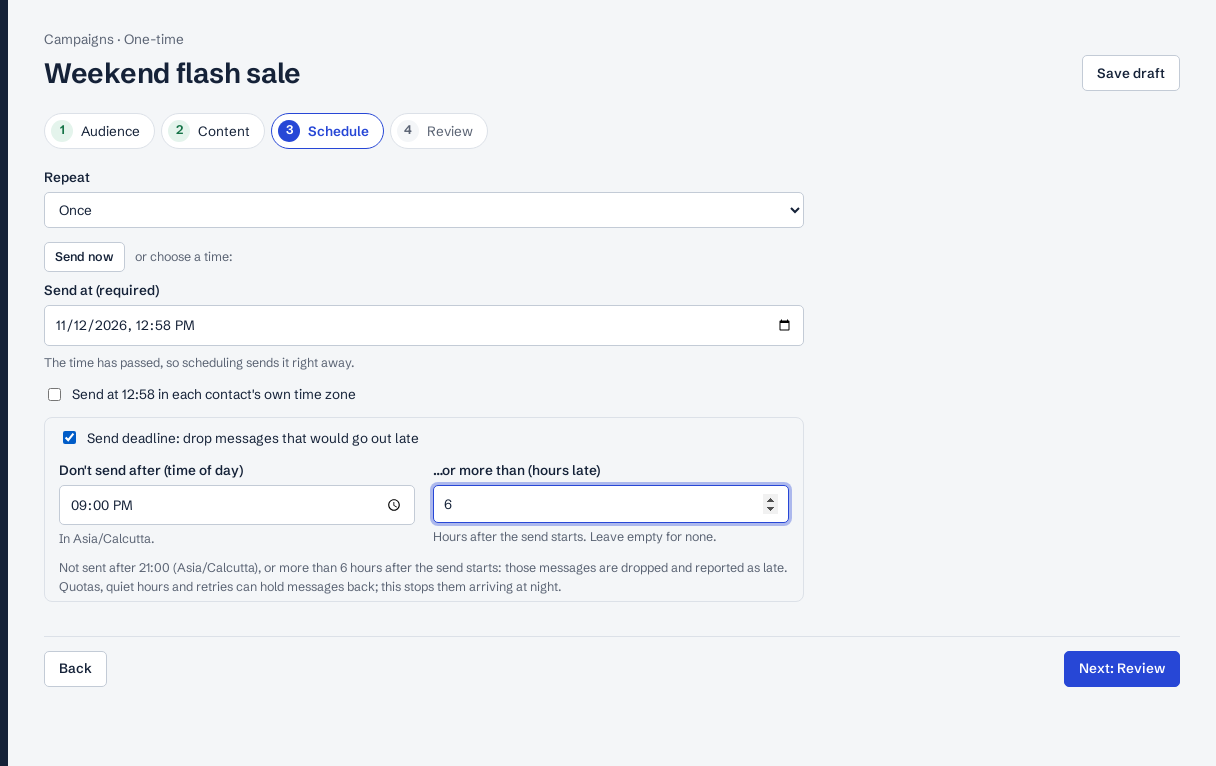 Campaigns · One-time
Weekend flash sale
Save draft
1 Audience
2 Content
3 Schedule
4 Review
Repeat
Once
Send now or choose a time:
Send at (required)
11/12/2026, 12:58 PM
The time has passed, so scheduling sends it right away.
Send at 12:58 in each contact's own time zone
Send deadline: drop messages that would go out late
Don't send after (time of day)
09:00 PM
In Asia/Calcutta.
...or more than (hours late)
6
Hours after the send starts. Leave empty for none.
Not sent after 21:00 (Asia/Calcutta), or more than 6 hours after the send starts: those messages are dropped and reported as late.
Quotas, quiet hours and retries can hold messages back; this stops them arriving at night.
Back
Next: Review